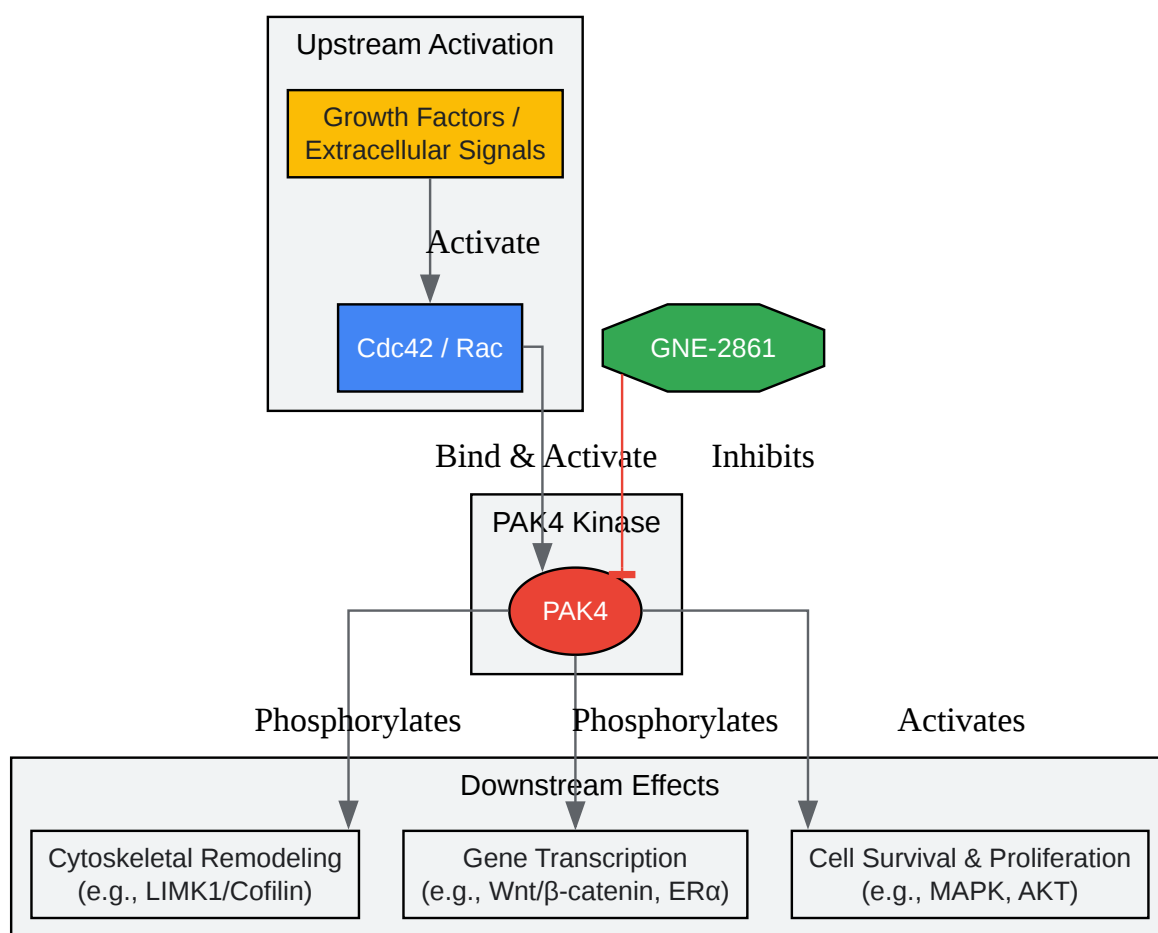 Upstream Activation
Growth Factors /
Extracellular Signals
Activate
Cdc42 / Rac
GNE-2861
Bind & Activate
Inhibits
PAK4 Kinase
PAK4
Phosphorylates
Phosphorylates
Activates
Downstream Effects
Cytoskeletal Remodeling
(e.g., LIMK1/Cofilin)
Gene Transcription
(e.g., Wnt/β-catenin, ERα)
Cell Survival & Proliferation
(e.g., MAPK, AKT)